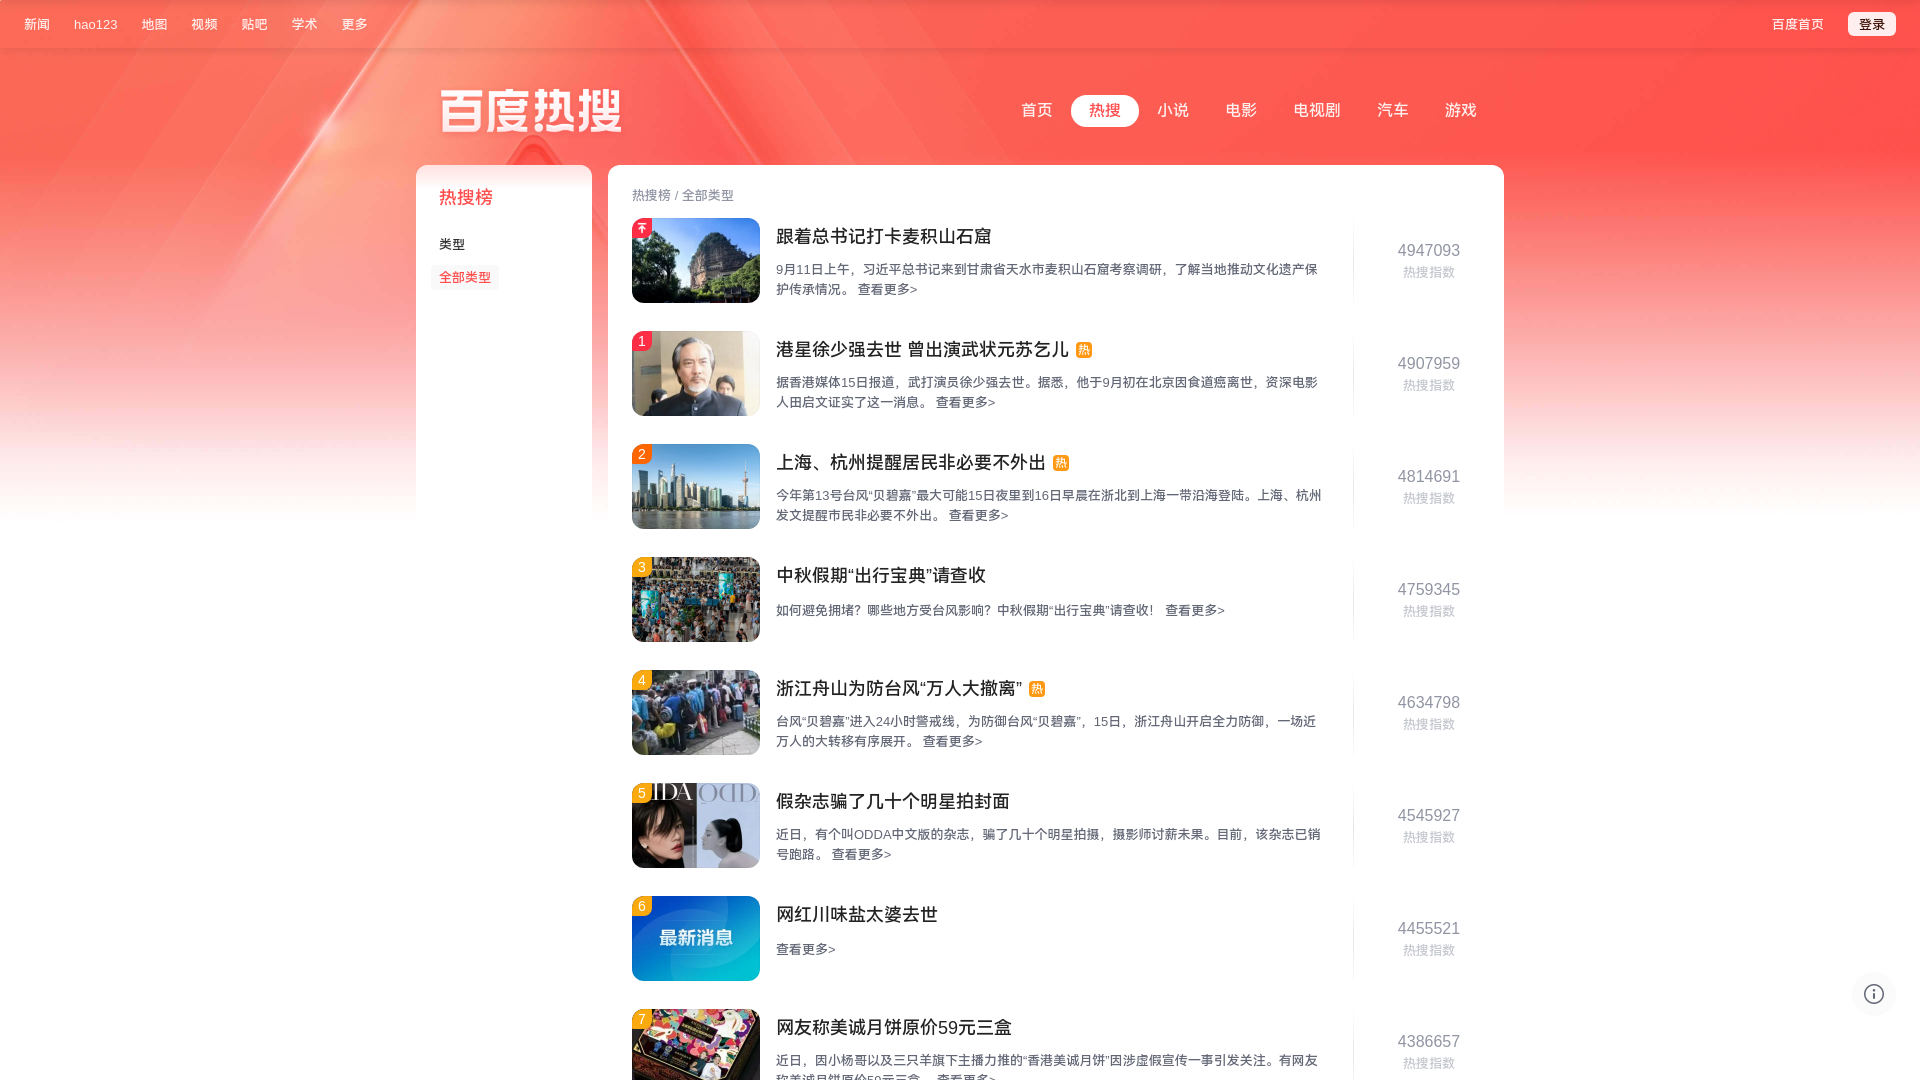 新闻 hao123 地图 视频 贴吧 学术 更多 百度首页 登录
百度热搜
首页 热搜 小说 电影 电视剧 汽车 游戏
热搜榜
类型
全部类型
热搜榜 / 全部类型
跟着总书记打卡麦积山石窟
9月11日上午，习近平总书记来到甘肃省天水市麦积山石窟考察调研，了解当地推动文化遗产保
护传承情况。 查看更多>
4947093
热搜指数
1
港星徐少强去世 曾出演武状元苏乞儿 热
据香港媒体15日报道，武打演员徐少强去世。据悉，他于9月初在北京因食道癌离世，资深电影
人田启文证实了这一消息。 查看更多>
4907959
热搜指数
2
上海、杭州提醒居民非必要不外出 热
今年第13号台风“贝碧嘉”最大可能15日夜里到16日早晨在浙北到上海一带沿海登陆。上海、杭州
发文提醒市民非必要不外出。 查看更多>
4814691
热搜指数
3
中秋假期“出行宝典”请查收
如何避免拥堵？哪些地方受台风影响？中秋假期“出行宝典”请查收！ 查看更多>
4759345
热搜指数
4
浙江舟山为防台风“万人大撤离” 热
台风“贝碧嘉”进入24小时警戒线，为防御台风“贝碧嘉”，15日，浙江舟山开启全力防御，一场近
万人的大转移有序展开。 查看更多>
4634798
热搜指数
5
假杂志骗了几十个明星拍封面
近日，有个叫ODDA中文版的杂志，骗了几十个明星拍摄，摄影师讨薪未果。目前，该杂志已销
号跑路。 查看更多>
4545927
热搜指数
6
最新消息
网红川味盐太婆去世
查看更多>
4455521
热搜指数
7
网友称美诚月饼原价59元三盒
近日，因小杨哥以及三只羊旗下主播力推的“香港美诚月饼”因涉虚假宣传一事引发关注。有网友
称美诚月饼原价59元三盒。 查看更多>
4386657
热搜指数